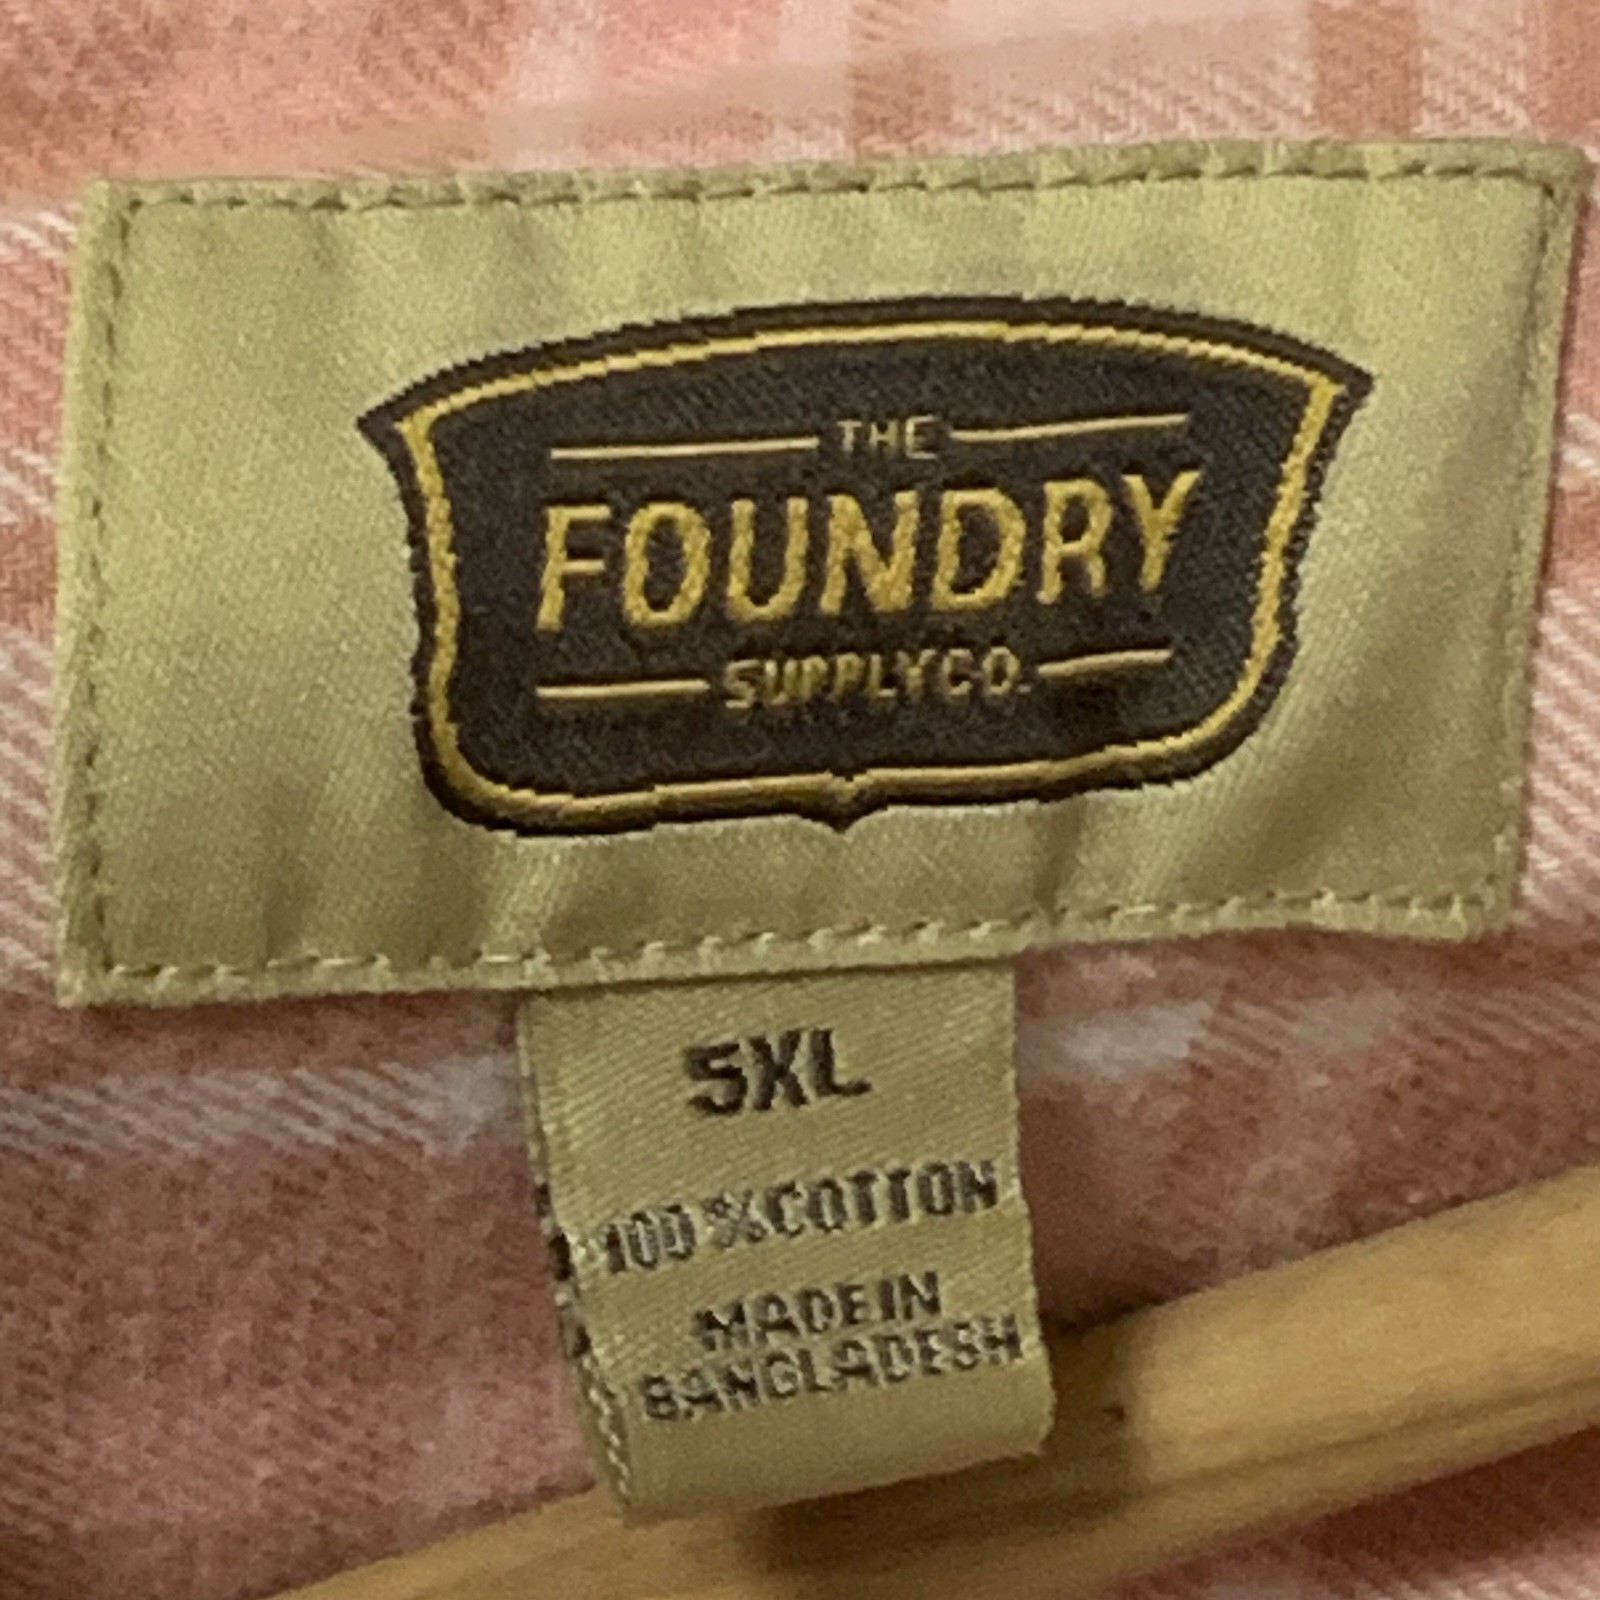 THE
FOUNDRY
SUPPLY CO.
5XL
100% COTTON
MADE IN
BANGLADESH